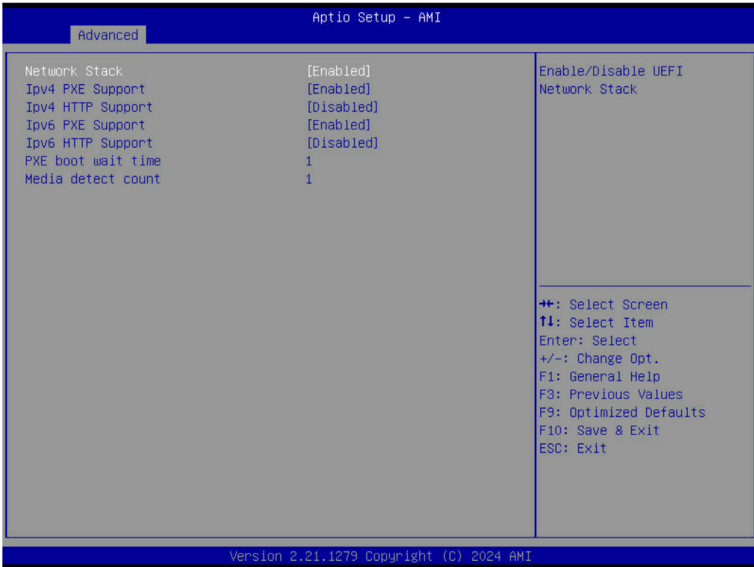 Aptio Setup – AMI
Advanced
Network Stack [Enabled]
Ipv4 PXE Support [Enabled]
Ipv4 HTTP Support [Disabled]
Ipv6 PXE Support [Enabled]
Ipv6 HTTP Support [Disabled]
PXE boot wait time 1
Media detect count 1
Enable/Disable UEFI
Network Stack
→←: Select Screen
↑↓: Select Item
Enter: Select
+/-: Change Opt.
F1: General Help
F3: Previous Values
F9: Optimized Defaults
F10: Save & Exit
ESC: Exit
Version 2.21.1279 Copyright (C) 2024 AMI